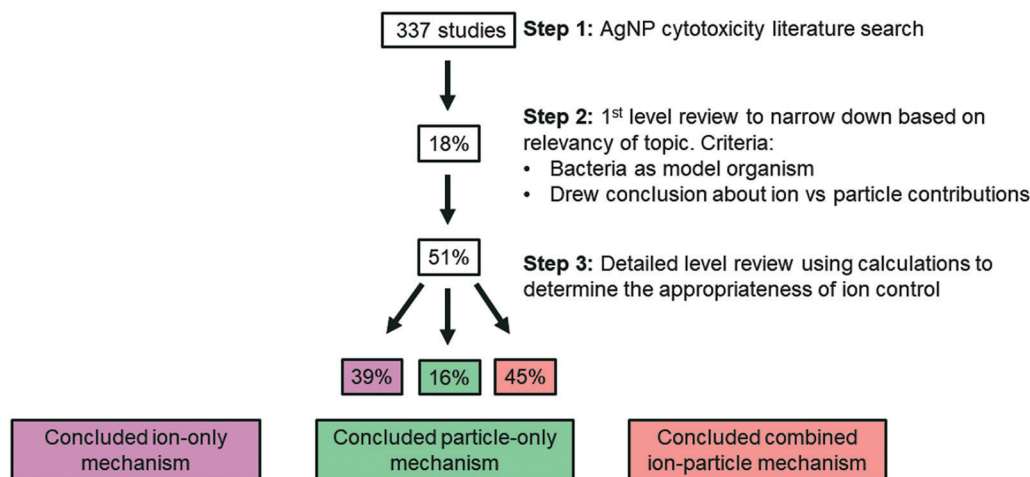 337 studies
Step 1: AgNP cytotoxicity literature search
18%
Step 2: 1st level review to narrow down based on
relevancy of topic. Criteria:
• Bacteria as model organism
• Drew conclusion about ion vs particle contributions
51%
Step 3: Detailed level review using calculations to
determine the appropriateness of ion control
39%
16%
45%
Concluded ion-only
mechanism
Concluded particle-only
mechanism
Concluded combined
ion-particle mechanism